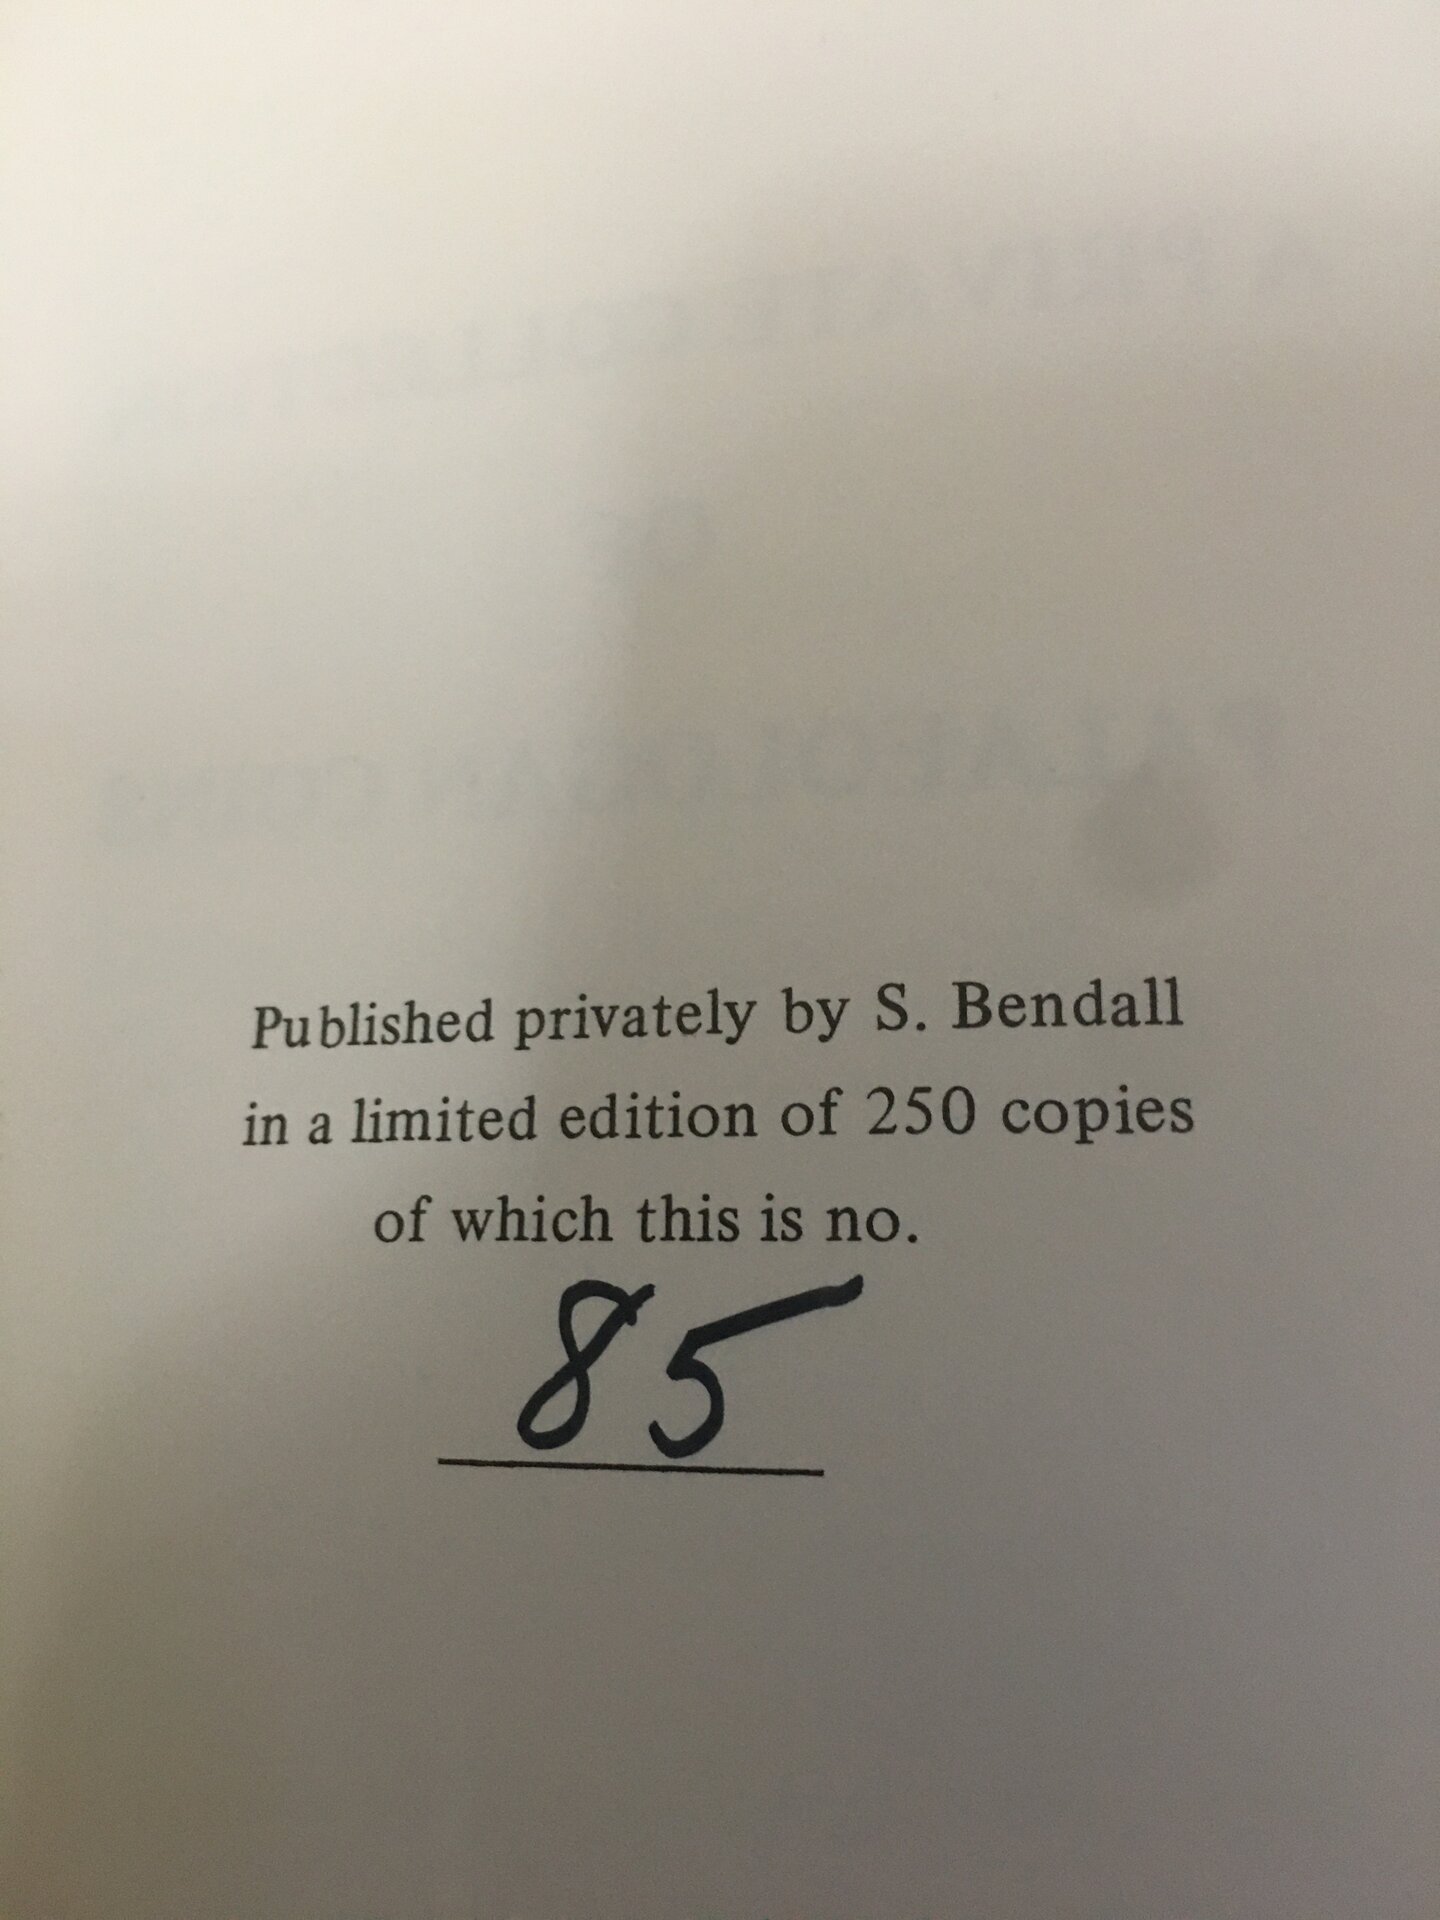 Published privately by S. Bendall
in a limited edition of 250 copies
of which this is no.
85